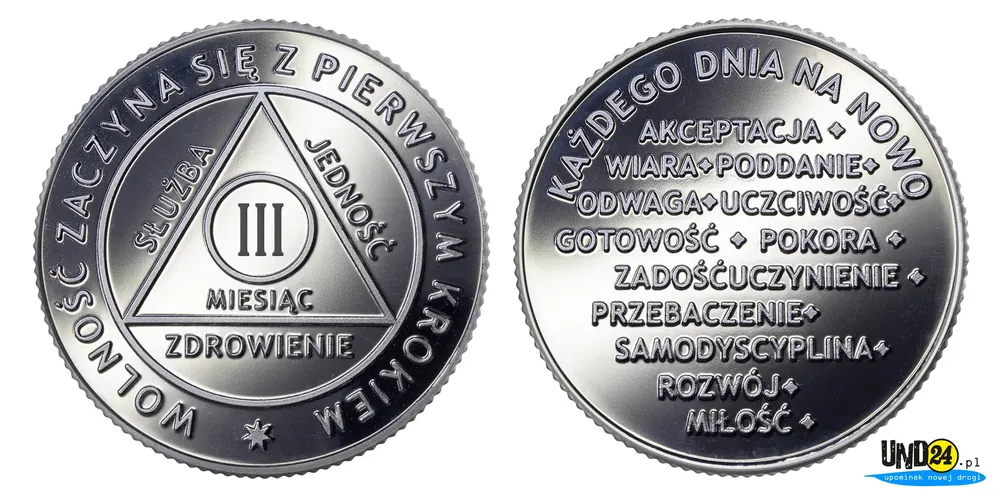 WOLNOŚĆ ZACZYNA SIĘ Z PIERWSZYM KROKIEM
SŁUŻBA
JEDNOŚĆ
III
MIESIĄC
ZDROWIENIE
KAŻDEGO DNIA NA NOWO
AKCEPTACJA
WIARA PODDANIE
ODWAGA UCZCIWOŚĆ
GOTOWOŚĆ POKORA
ZADOŚĆUCZYNIENIE
PRZEBACZENIE
SAMODYSCYPLINA
ROZWÓJ
MIŁOŚĆ
UND24.pl
upominek nowej drogi